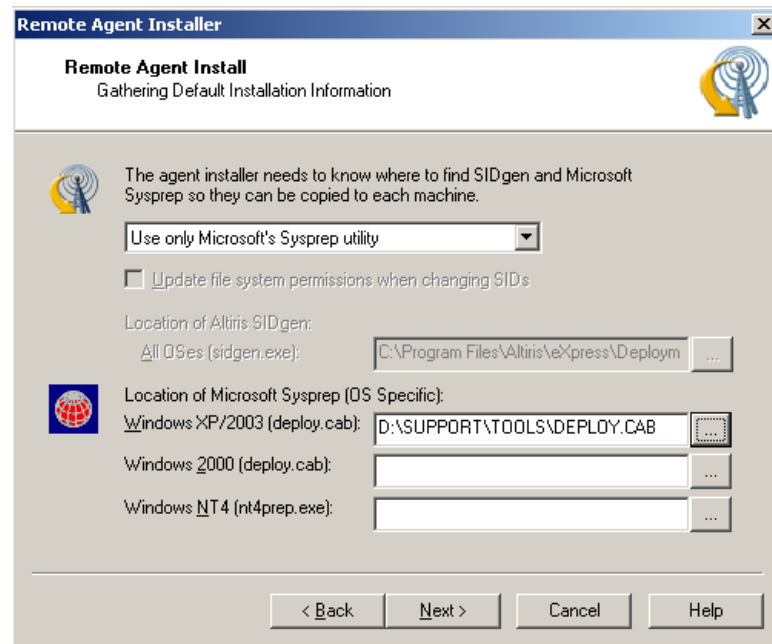 Remote Agent Installer
Remote Agent Install
Gathering Default Installation Information
The agent installer needs to know where to find SIDgen and Microsoft
Sysprep so they can be copied to each machine.
Use only Microsoft's Sysprep utility
Update file system permissions when changing SIDs
Location of Altiris SIDgen:
All OSes (sidgen.exe): C:\Program Files\Altiris\eXpress\Deploym ...
Location of Microsoft Sysprep (OS Specific):
Windows XP/2003 (deploy.cab): D:\SUPPORT\TOOLS\DEPLOY.CAB ...
Windows 2000 (deploy.cab): ...
Windows NT4 (nt4prep.exe): ...
< Back Next > Cancel Help